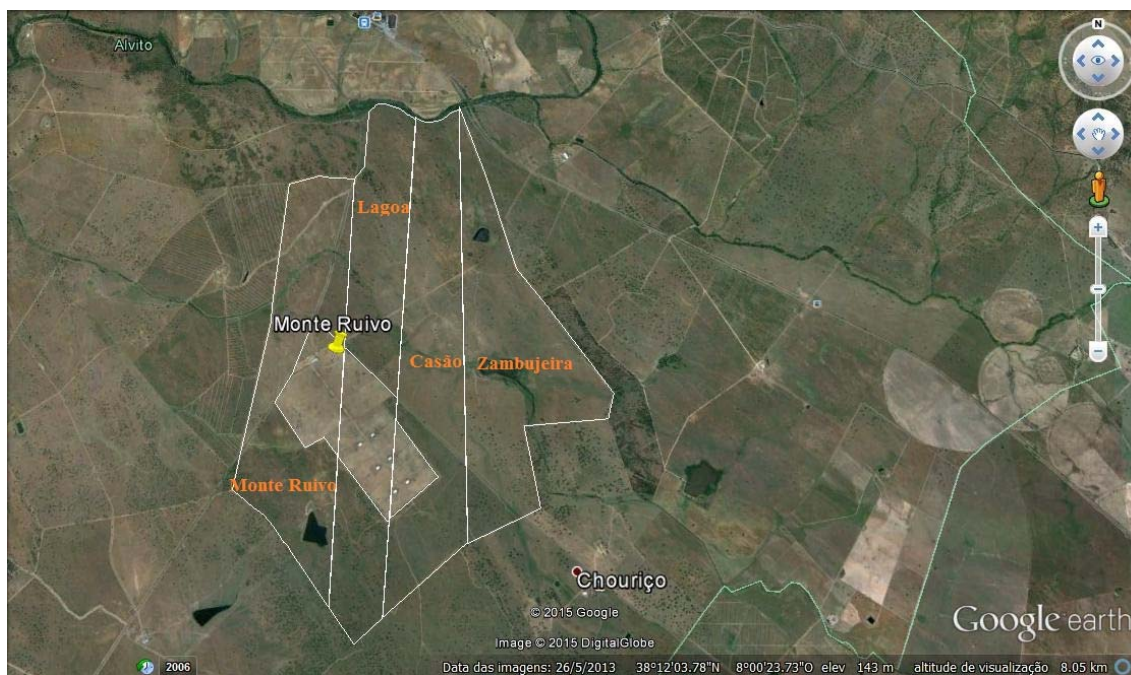 Alvito
N
Lagoa
Monte Ruivo
Casão
Zambujeira
Monte Ruivo
Chouriço
© 2015 Google
Google earth
Image © 2015 DigitalGlobe
2006
Data das imagens: 26/5/2013 38°12'03.78"N 8°00'23.73"O elev 143 m altitude de visualização 8.05 km